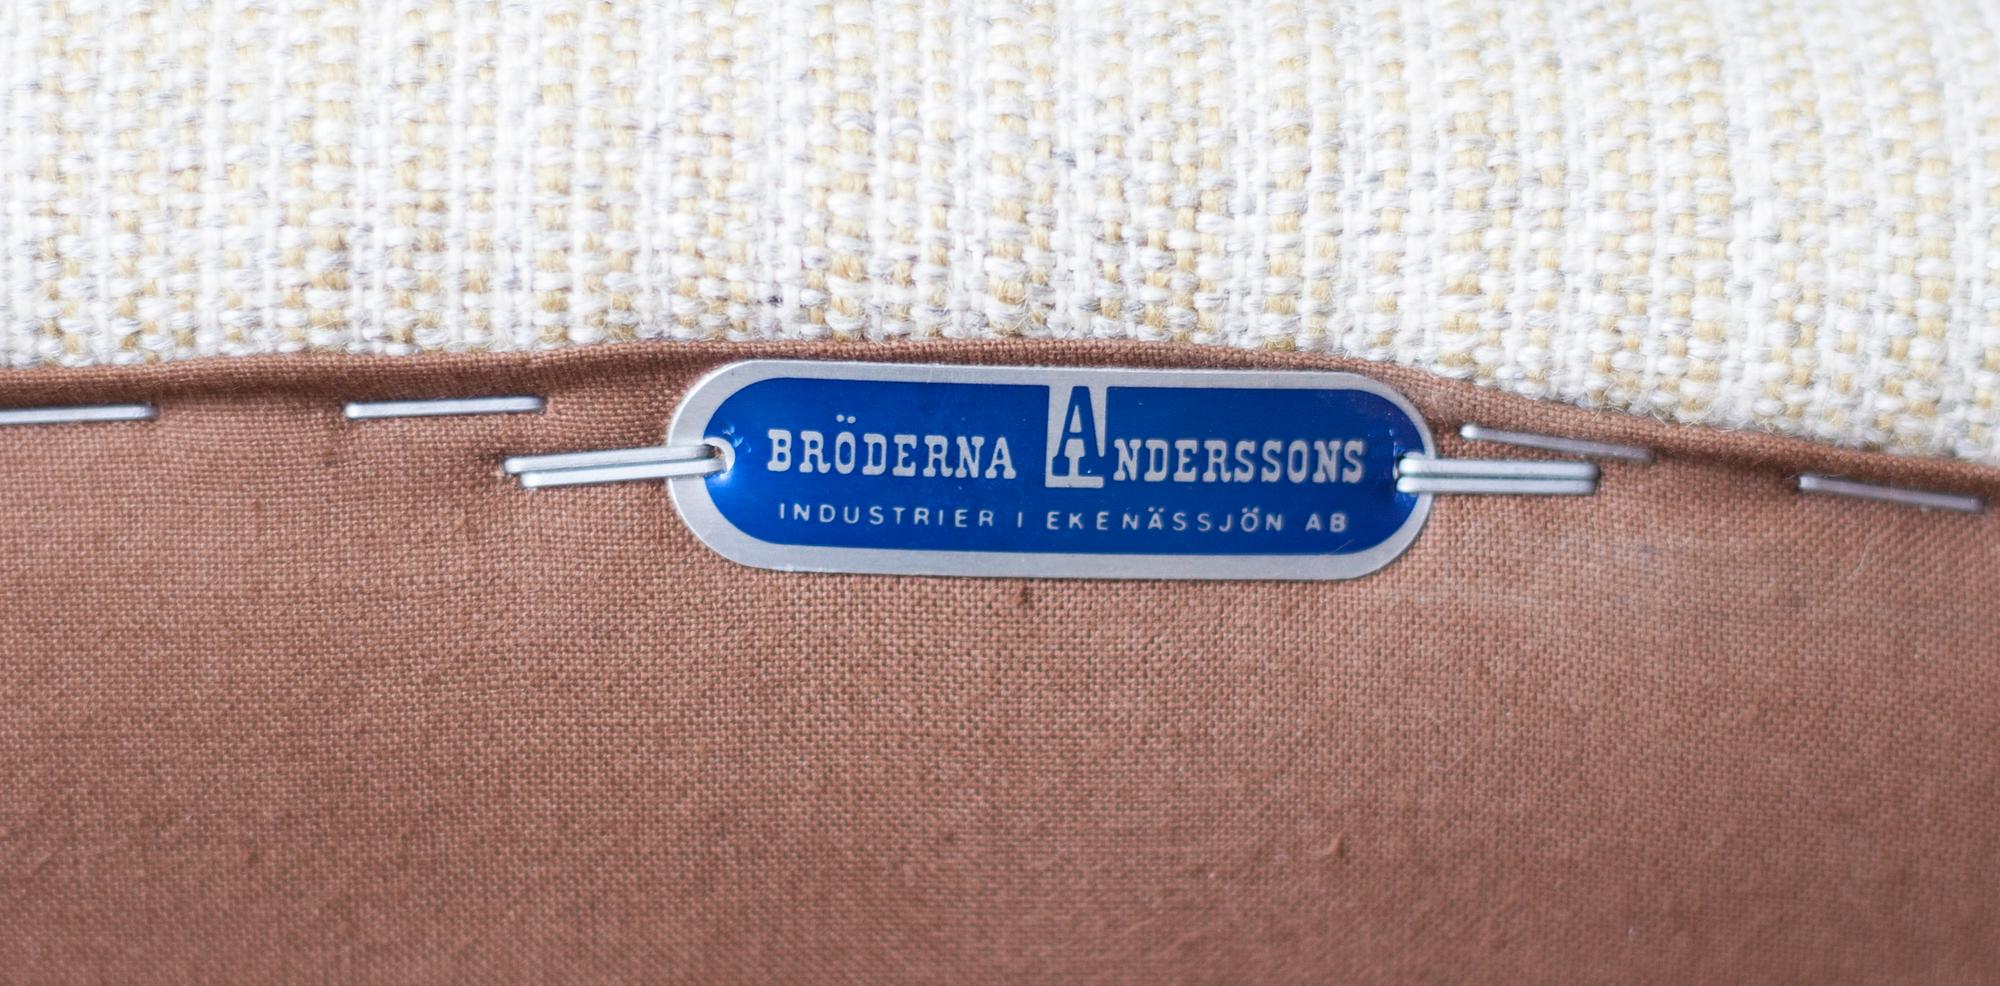 BRÖDERNA ANDERSSONS
INDUSTRIER I EKENÄSSJÖN AB